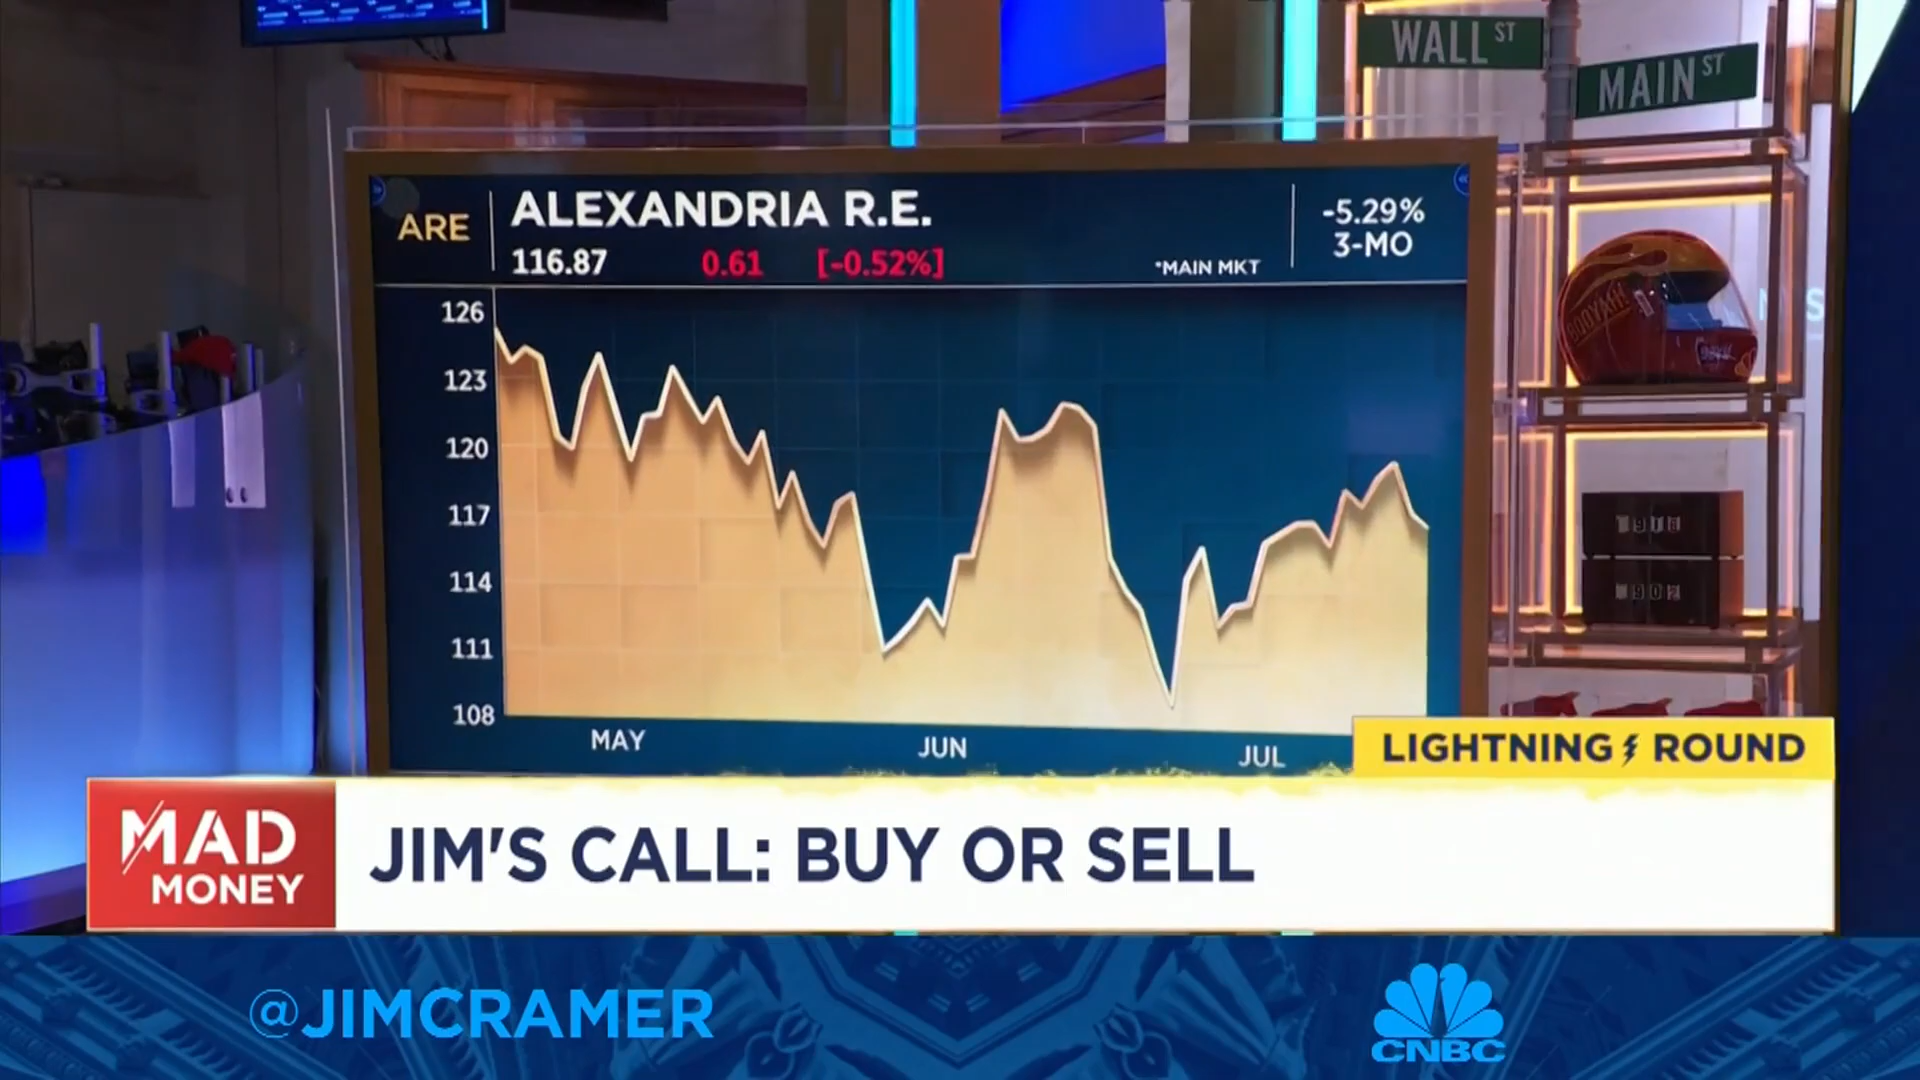 WALL ST
MAIN ST
ARE
ALEXANDRIA R.E.
116.87 0.61 [-0.52%]
*MAIN MKT
-5.29%
3-MO
126
123
120
117
114
111
108
MAY JUN JUL
BOOYAH!
LIGHTNING ROUND
MAD
MONEY
JIM'S CALL: BUY OR SELL
@JIMCRAMER
CNBC